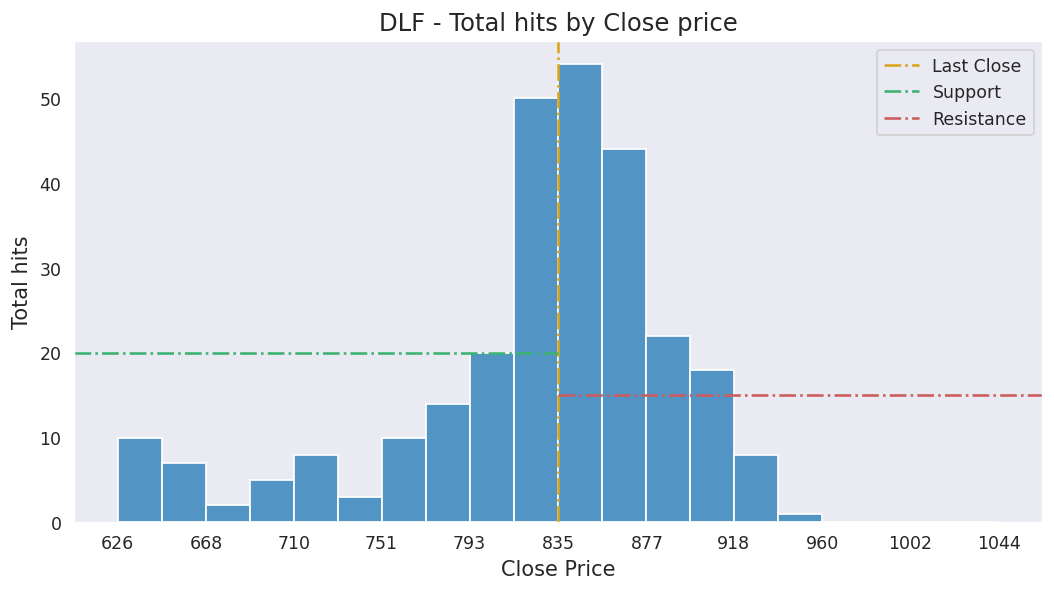 DLF - Total hits by Close price
Last Close
Support
Resistance
Total hits
50
40
30
20
10
0
626 668 710 751 793 835 877 918 960 1002 1044
Close Price